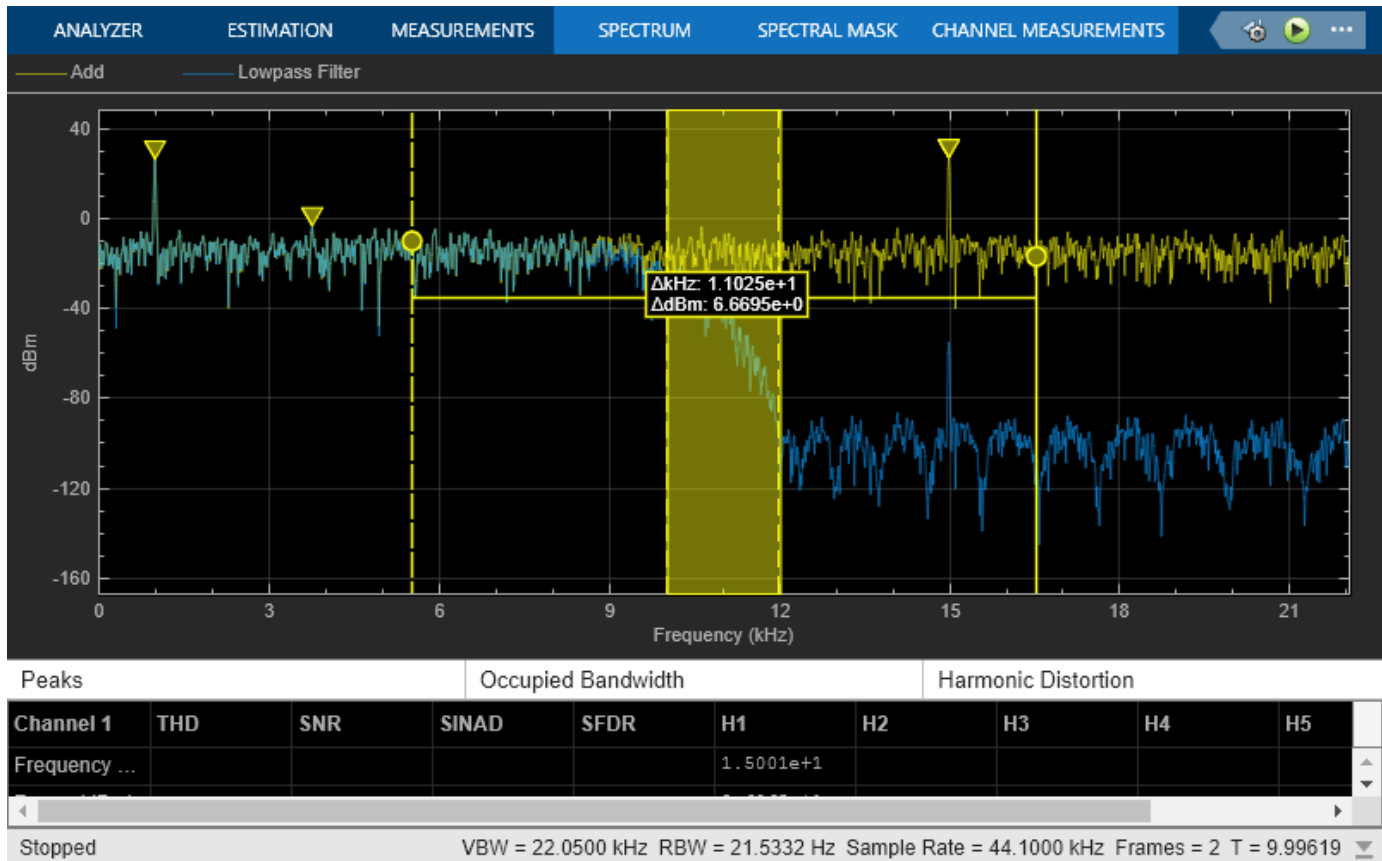 ANALYZER ESTIMATION MEASUREMENTS SPECTRUM SPECTRAL MASK CHANNEL MEASUREMENTS
Add Lowpass Filter
40
0
-40
-80
-120
-160
dBm
ΔkHz: 1.1025e+1
ΔdBm: 6.6695e+0
0 3 6 9 12 15 18 21
Frequency (kHz)
Peaks Occupied Bandwidth Harmonic Distortion
Channel 1 THD SNR SINAD SFDR H1 H2 H3 H4 H5
Frequency ... 1.5001e+1
Stopped VBW = 22.0500 kHz RBW = 21.5332 Hz Sample Rate = 44.1000 kHz Frames = 2 T = 9.99619